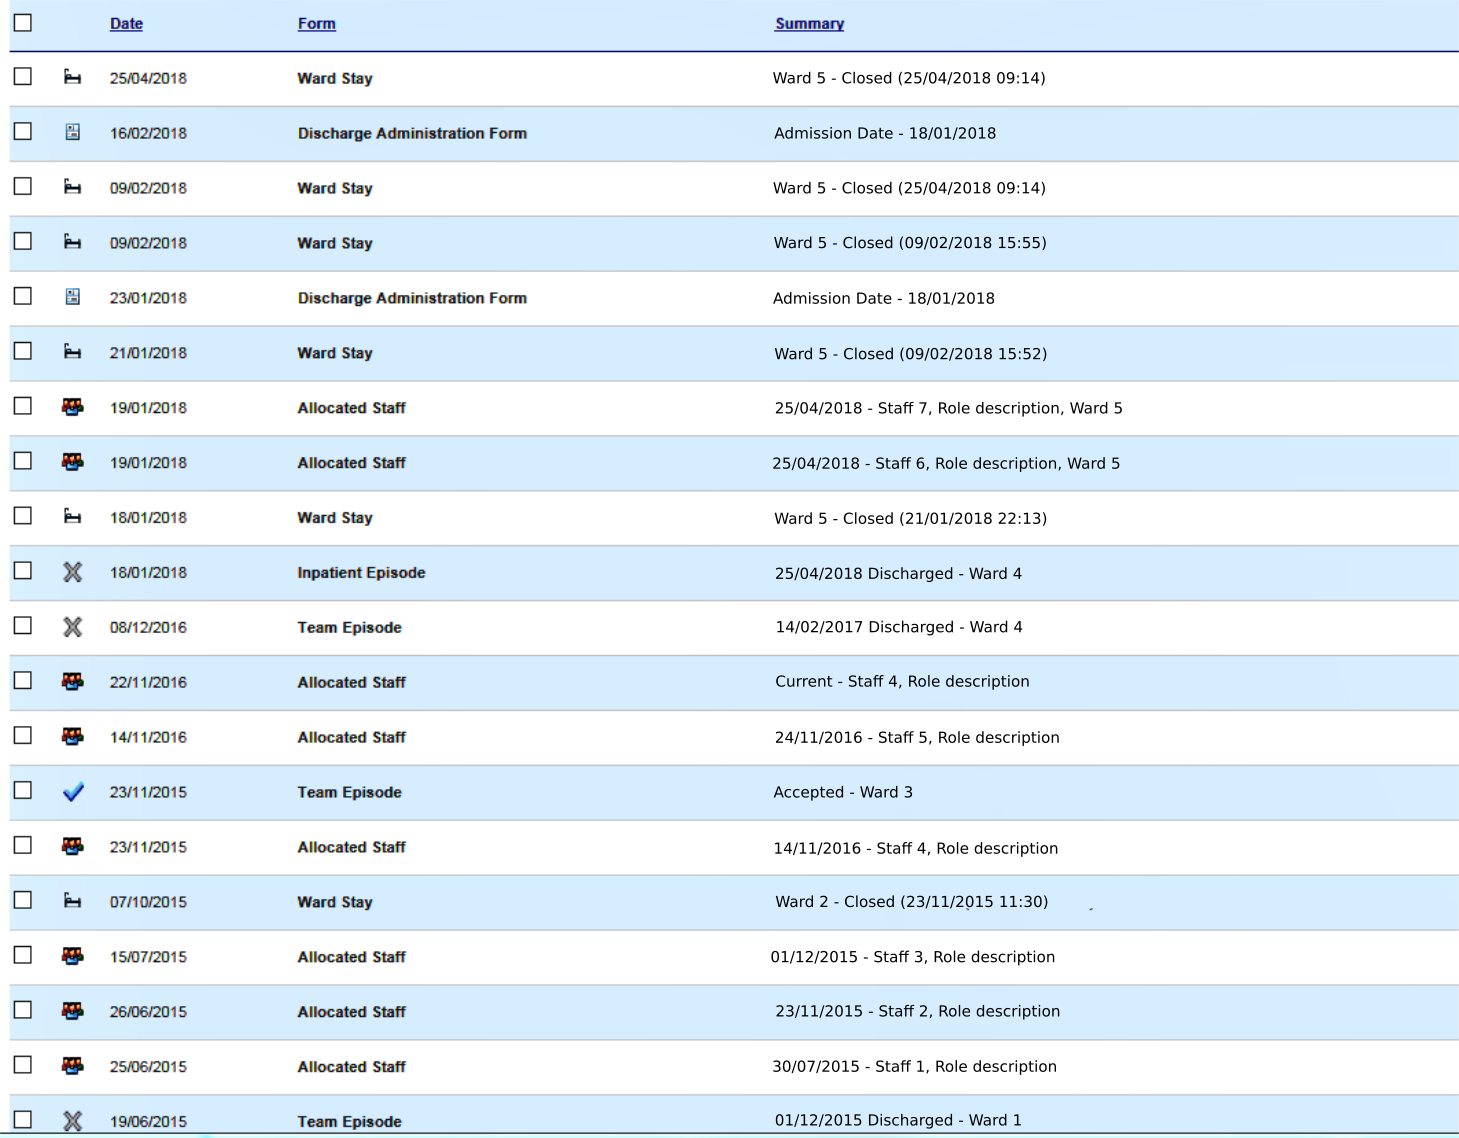 Date Form Summary
25/04/2018 Ward Stay Ward 5 - Closed (25/04/2018 09:14)
16/02/2018 Discharge Administration Form Admission Date - 18/01/2018
09/02/2018 Ward Stay Ward 5 - Closed (25/04/2018 09:14)
09/02/2018 Ward Stay Ward 5 - Closed (09/02/2018 15:55)
23/01/2018 Discharge Administration Form Admission Date - 18/01/2018
21/01/2018 Ward Stay Ward 5 - Closed (09/02/2018 15:52)
19/01/2018 Allocated Staff 25/04/2018 - Staff 7, Role description, Ward 5
19/01/2018 Allocated Staff 25/04/2018 - Staff 6, Role description, Ward 5
18/01/2018 Ward Stay Ward 5 - Closed (21/01/2018 22:13)
18/01/2018 Inpatient Episode 25/04/2018 Discharged - Ward 4
08/12/2016 Team Episode 14/02/2017 Discharged - Ward 4
22/11/2016 Allocated Staff Current - Staff 4, Role description
14/11/2016 Allocated Staff 24/11/2016 - Staff 5, Role description
23/11/2015 Team Episode Accepted - Ward 3
23/11/2015 Allocated Staff 14/11/2016 - Staff 4, Role description
07/10/2015 Ward Stay Ward 2 - Closed (23/11/2015 11:30)
15/07/2015 Allocated Staff 01/12/2015 - Staff 3, Role description
26/06/2015 Allocated Staff 23/11/2015 - Staff 2, Role description
25/06/2015 Allocated Staff 30/07/2015 - Staff 1, Role description
19/06/2015 Team Episode 01/12/2015 Discharged - Ward 1